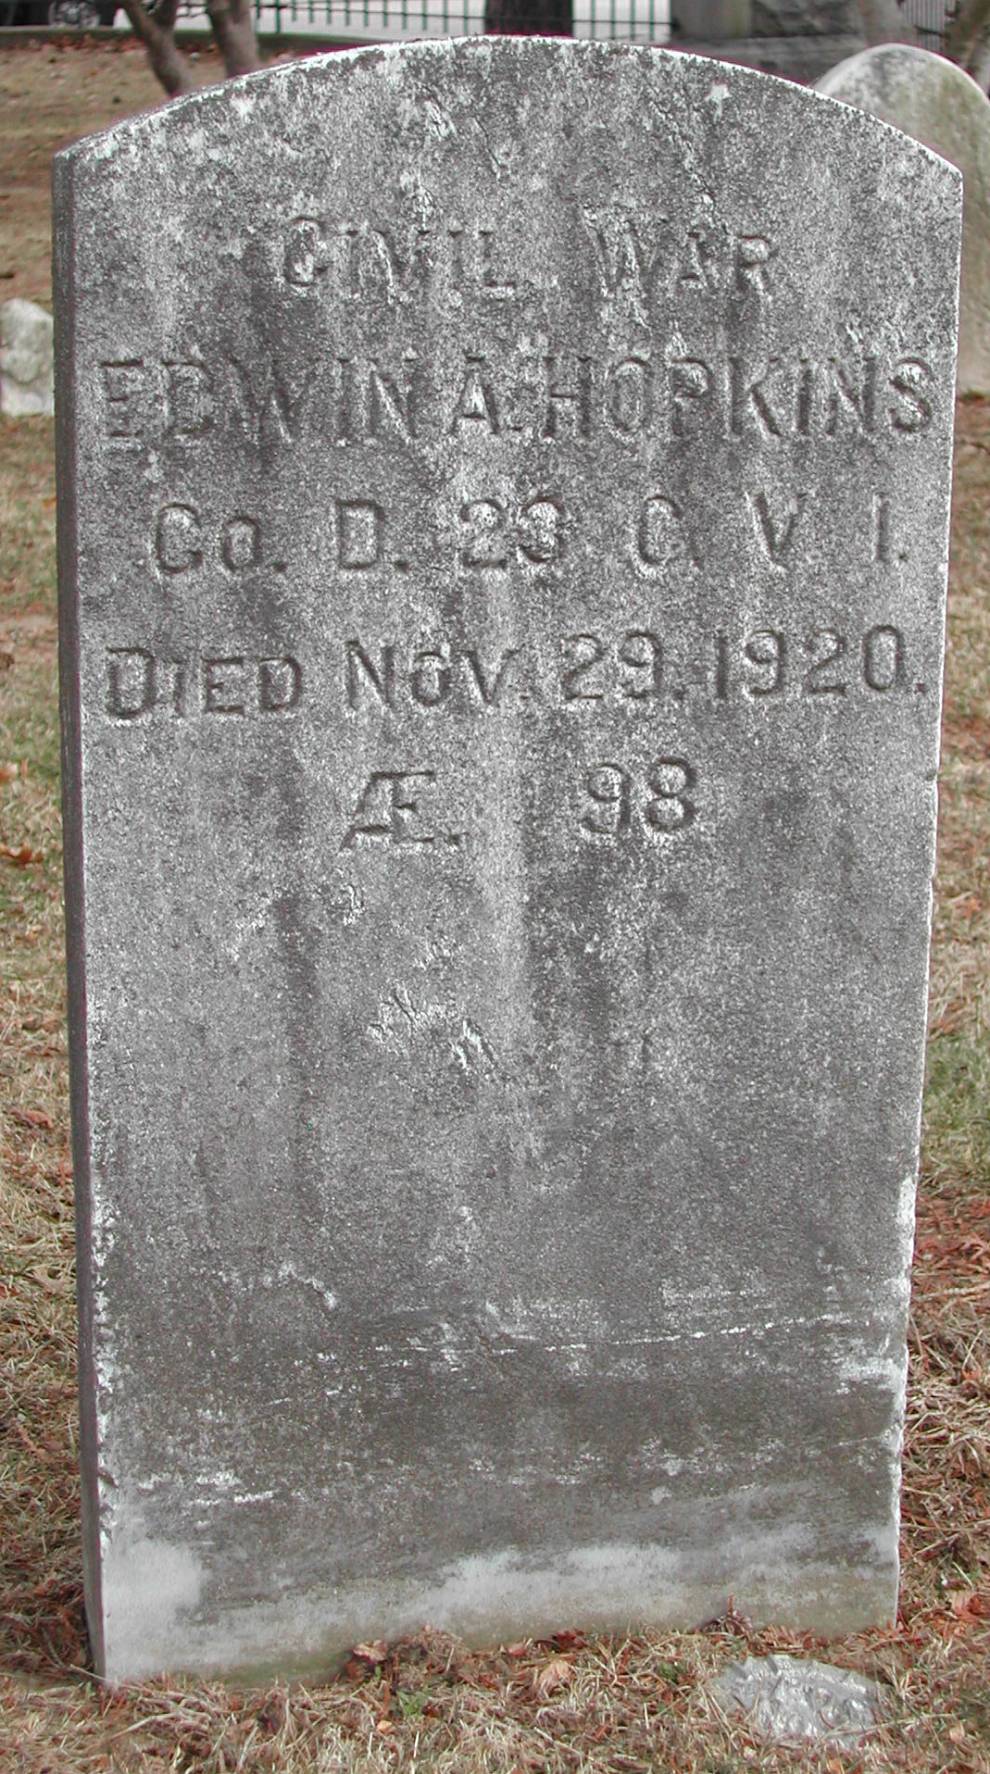 CIVIL WAR
EDWIN A. HOPKINS
Co. D. 23 C. V. I.
DIED NOV. 29. 1920.
Æ. 98